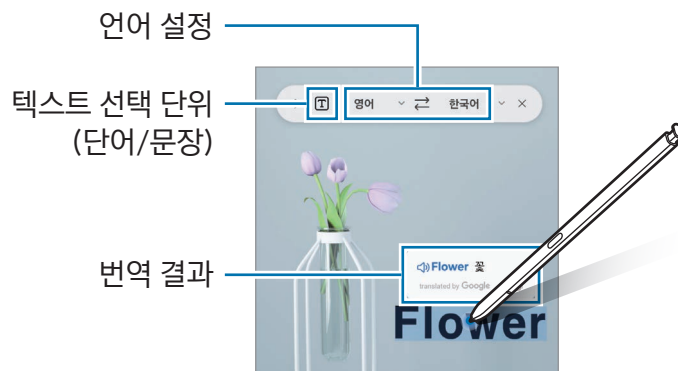 언어 설정
텍스트 선택 단위
(단어/문장)
T 영어 한국어
번역 결과
Flower 꽃
translated by Google
Flower